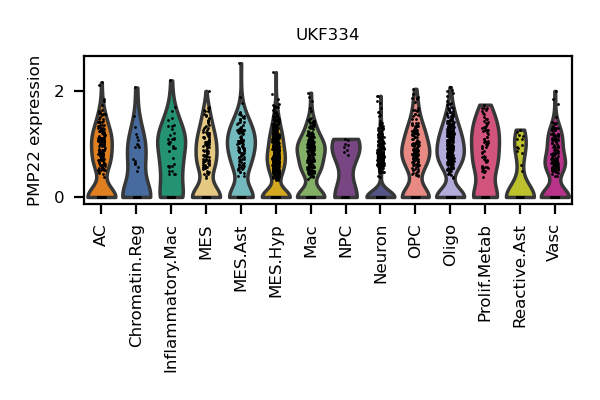 UKF334
PMP22 expression
2
0
AC
Chromatin.Reg
Inflammatory.Mac
MES
MES.Ast
MES.Hyp
Mac
NPC
Neuron
OPC
Oligo
Prolif.Metab
Reactive.Ast
Vasc